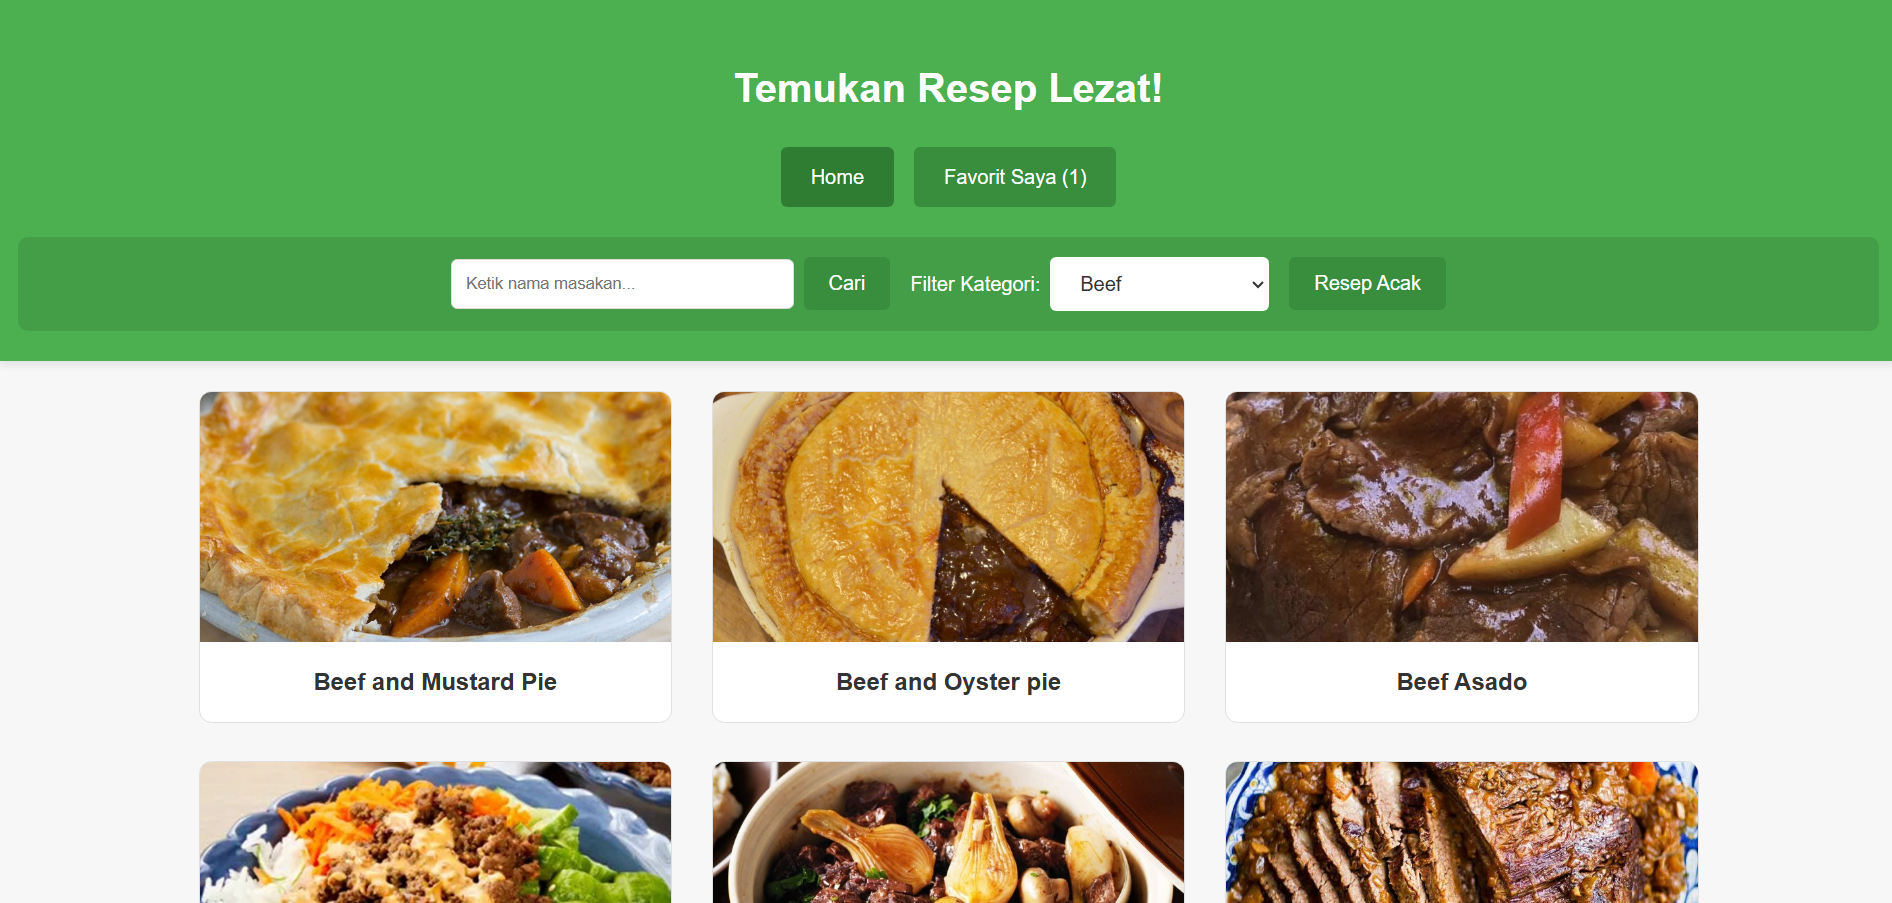 Temukan Resep Lezat!
Home
Favorit Saya (1)
Ketik nama masakan...
Cari
Filter Kategori:
Beef
Resep Acak
Beef and Mustard Pie
Beef and Oyster pie
Beef Asado